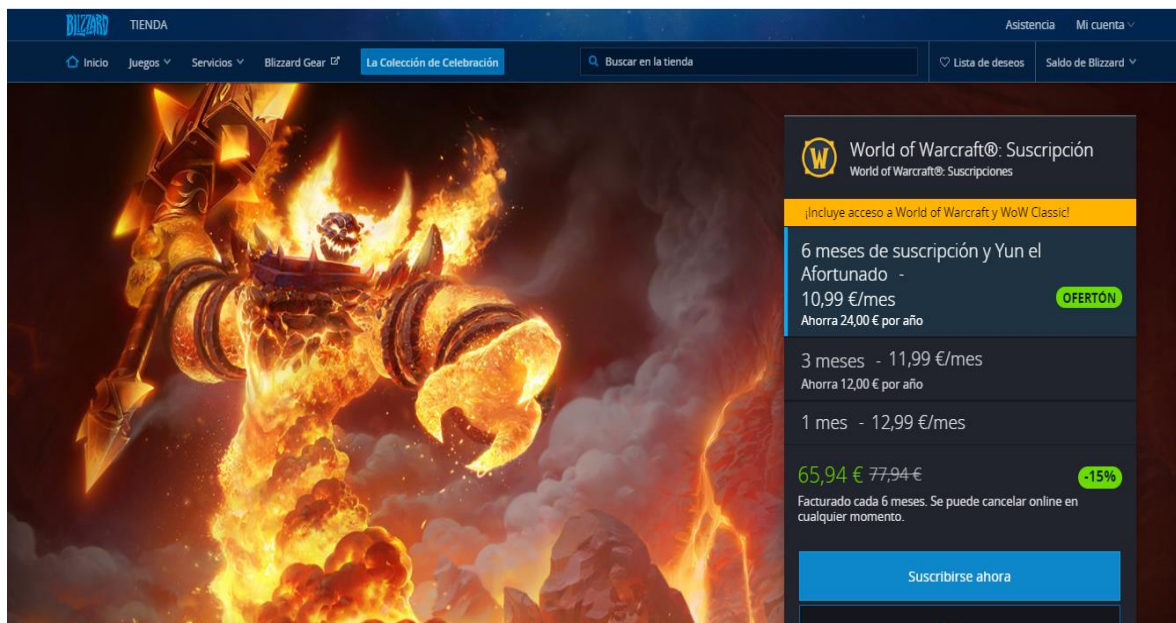 BLIZZARD TIENDA
Asistencia Mi cuenta
Inicio Juegos Servicios Blizzard Gear La Colección de Celebración Buscar en la tienda Lista de deseos Saldo de Blizzard
World of Warcraft®: Suscripción
World of Warcraft®: Suscripciones
¡Incluye acceso a World of Warcraft y WoW Classic!
6 meses de suscripción y Yun el
Afortunado -
10,99 €/mes
OFERTÓN
Ahorra 24,00 € por año
3 meses - 11,99 €/mes
Ahorra 12,00 € por año
1 mes - 12,99 €/mes
65,94 € 77,94 € -15%
Facturado cada 6 meses. Se puede cancelar online en
cualquier momento.
Suscribirse ahora